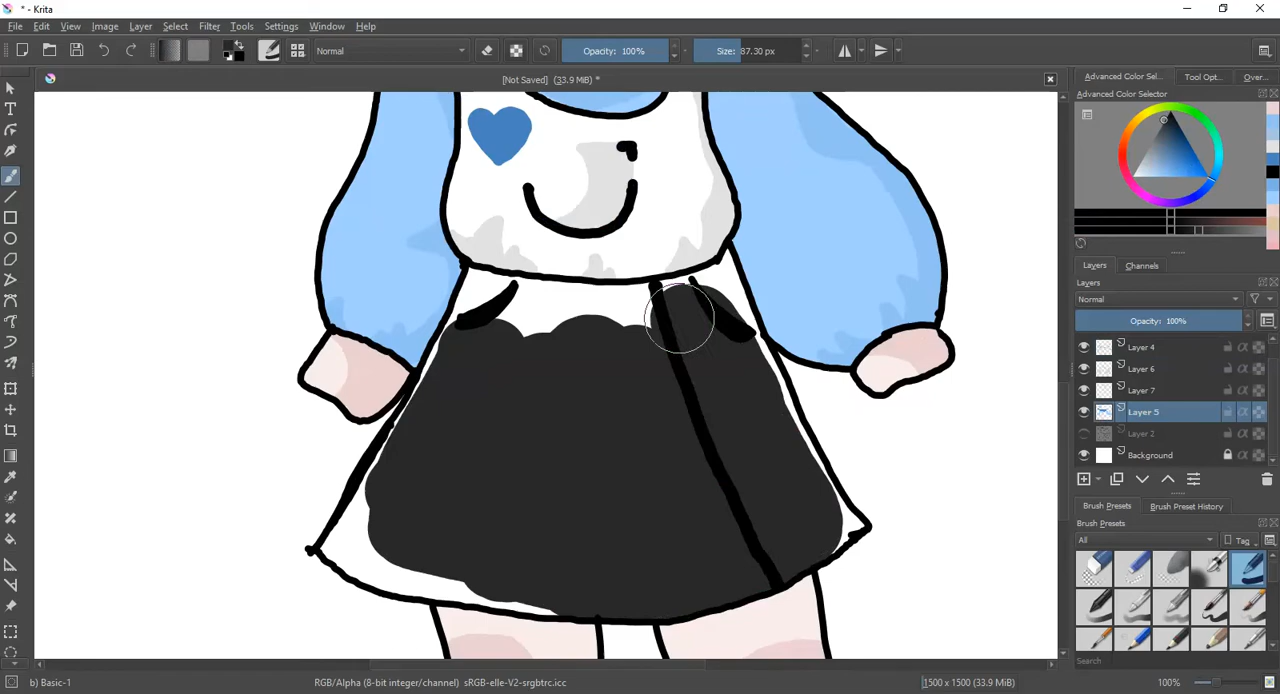 * - Krita
File Edit View Image Layer Select Filter Tools Settings Window Help
Normal Opacity: 100% Size: 87.30 px
[Not Saved] (33.9 MiB) *
Advanced Color Sel... Tool Opt... Over...
Advanced Color Selector
Layers Channels
Layers
Normal
Opacity: 100%
Layer 4
Layer 6
Layer 7
Layer 5
Layer 2
Background
Brush Presets Brush Preset History
Brush Presets
All Tag
Search
b) Basic-1 RGB/Alpha (8-bit integer/channel) sRGB-elle-V2-srgbtrc.icc 1500 x 1500 (33.9 MiB) 100%